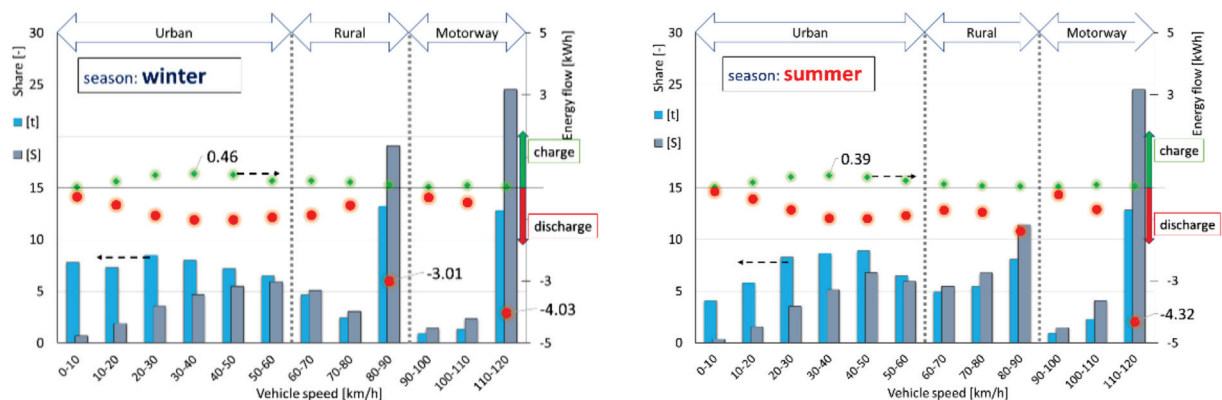 Urban Rural Motorway
30
25
20
15
10
5
0
Share [-]
season: winter
[t]
[S]
0.46
-3.01
-4.03
charge
discharge
5
3
-3
-5
Energy flow [kWh]
0-10 10-20 20-30 30-40 40-50 50-60 60-70 70-80 80-90 90-100 100-110 110-120
Vehicle speed [km/h]
Urban Rural Motorway
30
25
15
10
5
0
Share [-]
season: summer
[t]
[S]
0.39
-4.32
charge
discharge
5
3
-3
-5
Energy flow [kWh]
0-10 10-20 20-30 30-40 40-50 50-60 60-70 70-80 80-90 90-100 100-110 110-120
Vehicle speed [km/h]